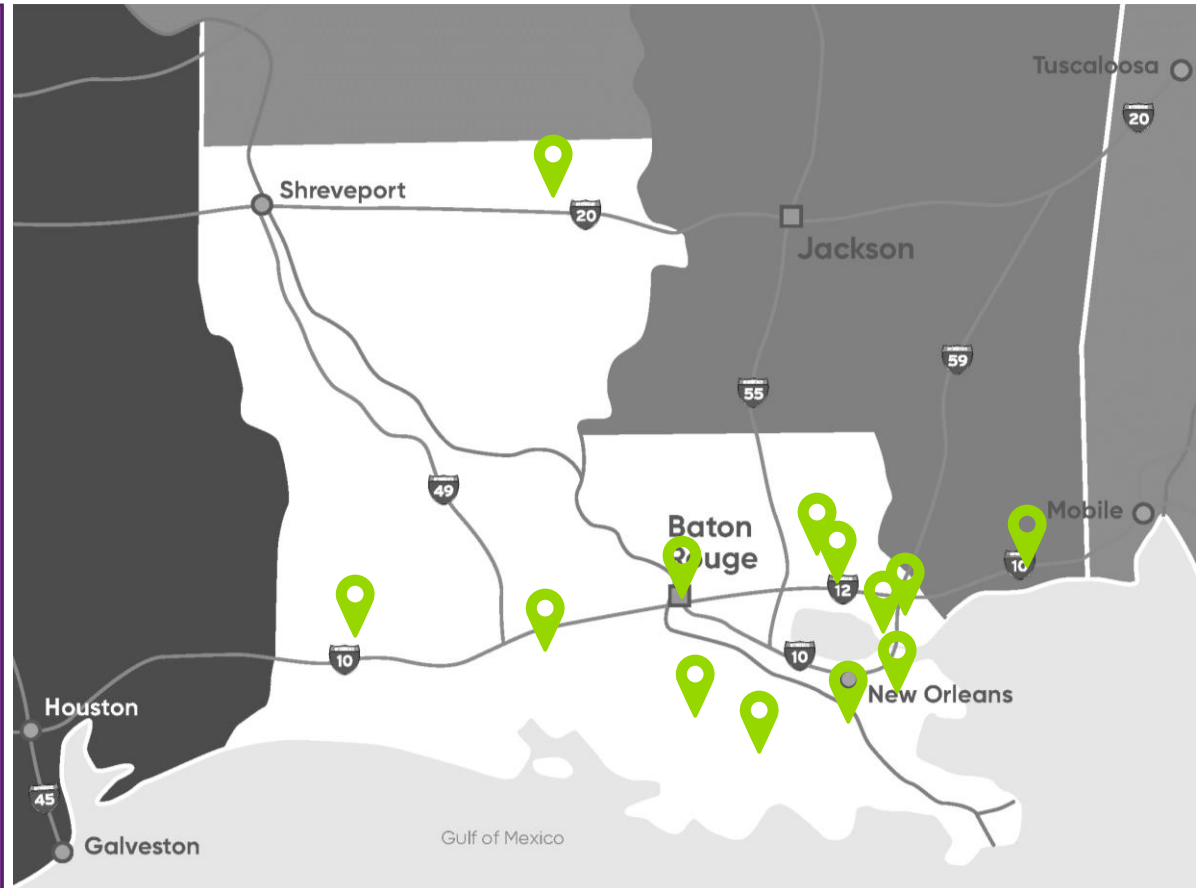 Tuscaloosa
20
Shreveport
20
Jackson
59
55
49
Mobile
Baton
Rouge
10
12
10
10
New Orleans
Houston
45
Galveston
Gulf of Mexico